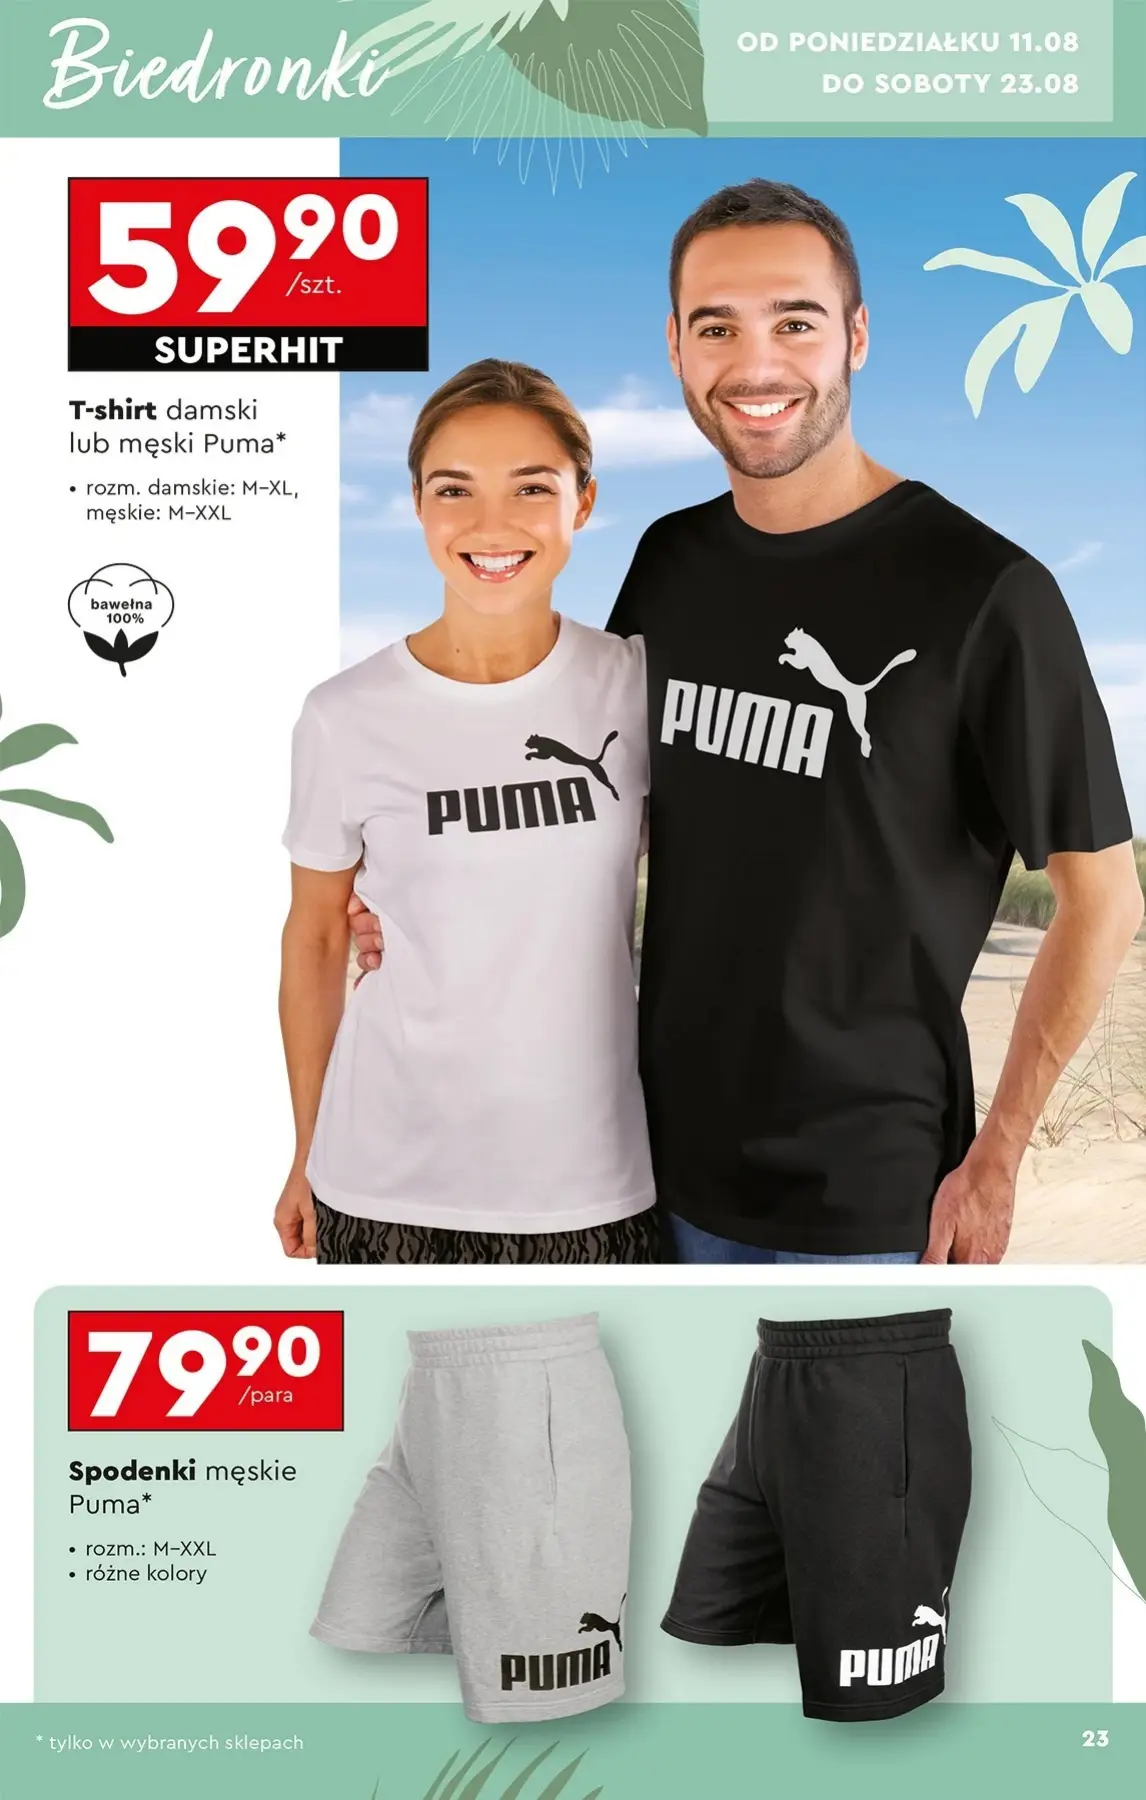 Biedronki
OD PONIEDZIAŁKU 11.08
DO SOBOTY 23.08
59 90
/szt.
SUPERHIT
T-shirt damski
lub męski Puma*
• rozm. damskie: M–XL,
męskie: M–XXL
bawełna
100%
PUMA
PUMA
79 90
/para
Spodenki męskie
Puma*
• rozm.: M–XXL
• różne kolory
PUMA
PUMA
* tylko w wybranych sklepach
23